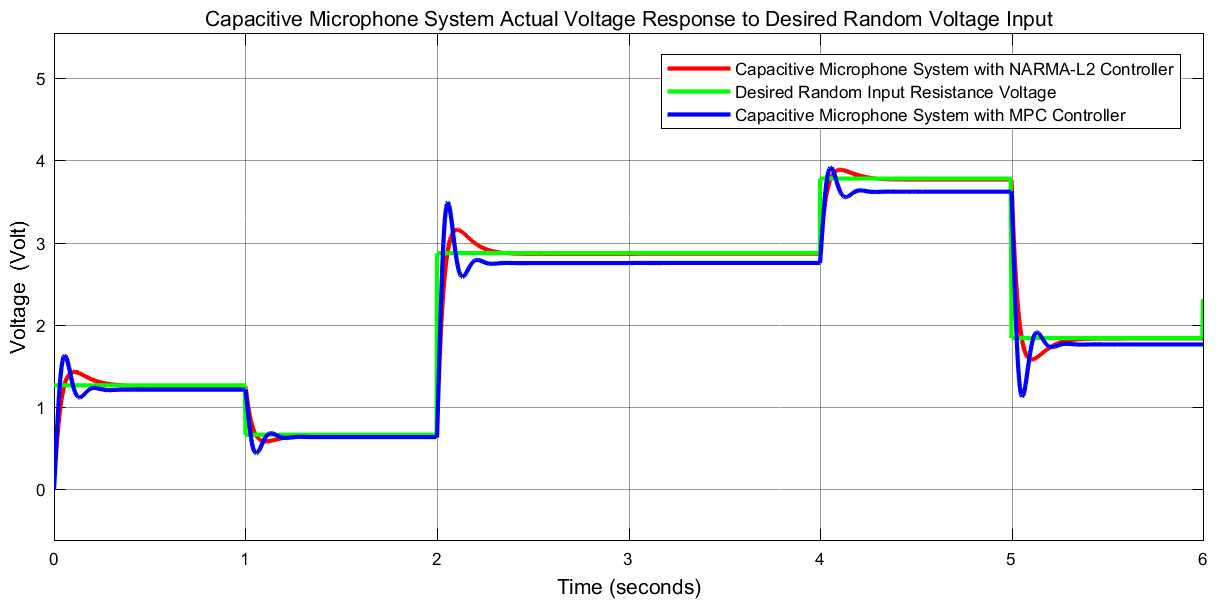 Capacitive Microphone System Actual Voltage Response to Desired Random Voltage Input
Capacitive Microphone System with NARMA-L2 Controller
Desired Random Input Resistance Voltage
Capacitive Microphone System with MPC Controller
5
4
3
2
1
0
Voltage (Volt)
0 1 2 3 4 5 6
Time (seconds)